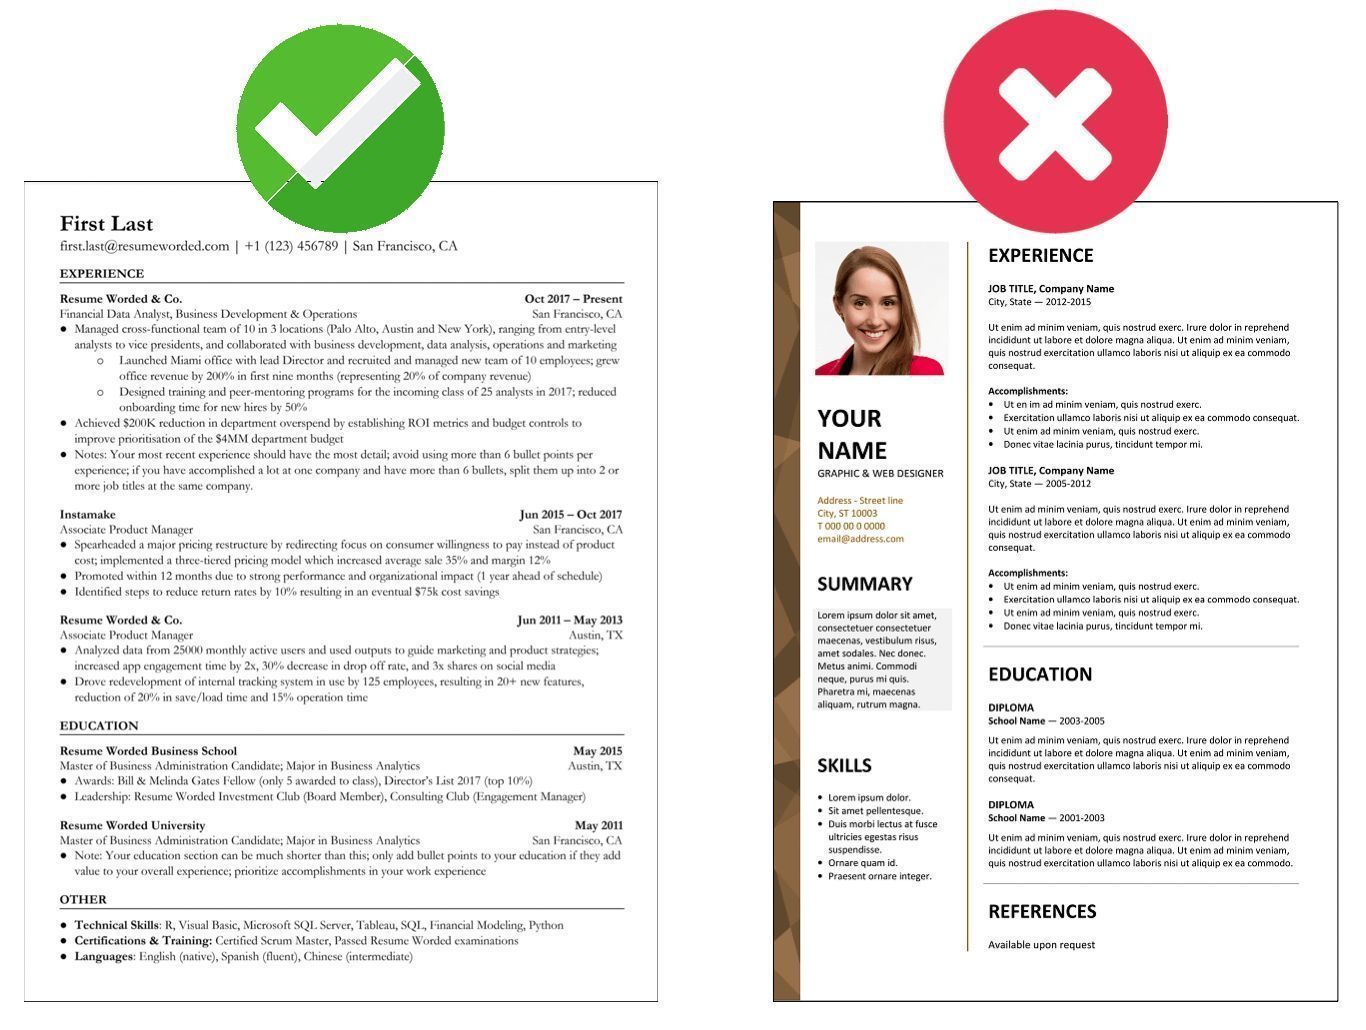 First Last
first.last@resumeworded.com | +1 (123) 456789 | San Francisco, CA
EXPERIENCE
Resume Worded & Co. Oct 2017 – Present
Financial Data Analyst, Business Development & Operations San Francisco, CA
● Managed cross-functional team of 10 in 3 locations (Palo Alto, Austin and New York), ranging from entry-level
analysts to vice presidents, and collaborated with business development, data analysis, operations and marketing
○ Launched Miami office with lead Director and recruited and managed new team of 10 employees; grew
office revenue by 200% in first nine months (representing 20% of company revenue)
○ Designed training and peer-mentoring programs for the incoming class of 25 analysts in 2017; reduced
onboarding time for new hires by 50%
● Achieved $200K reduction in department overspend by establishing ROI metrics and budget controls to
improve prioritisation of the $4MM department budget
● Notes: Your most recent experience should have the most detail; avoid using more than 6 bullet points per
experience; if you have accomplished a lot at one company and have more than 6 bullets, split them up into 2 or
more job titles at the same company.
Instamake Jun 2015 – Oct 2017
Associate Product Manager San Francisco, CA
● Spearheaded a major pricing restructure by redirecting focus on consumer willingness to pay instead of product
cost; implemented a three-tiered pricing model which increased average sale 35% and margin 12%
● Promoted within 12 months due to strong performance and organizational impact (1 year ahead of schedule)
● Identified steps to reduce return rates by 10% resulting in an eventual $75k cost savings
Resume Worded & Co. Jun 2011 – May 2013
Associate Product Manager Austin, TX
● Analyzed data from 25000 monthly active users and used outputs to guide marketing and product strategies;
increased app engagement time by 2x, 30% decrease in drop off rate, and 3x shares on social media
● Drove redevelopment of internal tracking system in use by 125 employees, resulting in 20+ new features,
reduction of 20% in save/load time and 15% operation time
EDUCATION
Resume Worded Business School May 2015
Master of Business Administration Candidate; Major in Business Analytics Austin, TX
● Awards: Bill & Melinda Gates Fellow (only 5 awarded to class), Director's List 2017 (top 10%)
● Leadership: Resume Worded Investment Club (Board Member), Consulting Club (Engagement Manager)
Resume Worded University May 2011
Master of Business Administration Candidate; Major in Business Analytics San Francisco, CA
● Note: Your education section can be much shorter than this; only add bullet points to your education if they add
value to your overall experience; prioritize accomplishments in your work experience
OTHER
● Technical Skills: R, Visual Basic, Microsoft SQL Server, Tableau, SQL, Financial Modeling, Python
● Certifications & Training: Certified Scrum Master, Passed Resume Worded examinations
● Languages: English (native), Spanish (fluent), Chinese (intermediate)
YOUR
NAME
GRAPHIC & WEB DESIGNER
Address - Street line
City, ST 10003
T 000 00 0 0000
email@address.com
SUMMARY
Lorem ipsum dolor sit amet,
consectetuer consectetuer
maecenas, vestibulum risus,
amet sodales. Nec donec.
Metus animi. Commodi
neque, purus mi quis.
Pharetra mi, maecenas
aliquam, rutrum magna.
SKILLS
• Lorem ipsum dolor.
• Sit amet pellentesque.
• Duis morbi lectus at fusce
ultricies egestas risus
suspendisse.
• Ornare quam id.
• Praesent ornare integer.
EXPERIENCE
JOB TITLE, Company Name
City, State — 2012-2015
Ut enim ad minim veniam, quis nostrud exerc. Irure dolor in reprehend
incididunt ut labore et dolore magna aliqua. Ut enim ad minim veniam,
quis nostrud exercitation ullamco laboris nisi ut aliquip ex ea commodo
consequat.
Accomplishments:
• Ut en im ad minim veniam, quis nostrud exerc.
• Exercitation ullamco laboris nisi ut aliquip ex ea commodo consequat.
• Ut enim ad minim veniam, quis nostrud exerc.
• Donec vitae lacinia purus, tincidunt tempor mi.
JOB TITLE, Company Name
City, State — 2005-2012
Ut enim ad minim veniam, quis nostrud exerc. Irure dolor in reprehend
incididunt ut labore et dolore magna aliqua. Ut enim ad minim veniam,
quis nostrud exercitation ullamco laboris nisi ut aliquip ex ea commodo
consequat.
Accomplishments:
• Ut enim ad minim veniam, quis nostrud exerc.
• Exercitation ullamco laboris nisi ut aliquip ex ea commodo consequat.
• Ut enim ad minim veniam, quis nostrud exerc.
• Donec vitae lacinia purus, tincidunt tempor mi.
EDUCATION
DIPLOMA
School Name — 2003-2005
Ut enim ad minim veniam, quis nostrud exerc. Irure dolor in reprehend
incididunt ut labore et dolore magna aliqua. Ut enim ad minim veniam,
quis nostrud exercitation ullamco laboris nisi ut aliquip ex ea commodo
consequat.
DIPLOMA
School Name — 2001-2003
Ut enim ad minim veniam, quis nostrud exerc. Irure dolor in reprehend
incididunt ut labore et dolore magna aliqua. Ut enim ad minim veniam,
quis nostrud exercitation ullamco laboris nisi ut aliquip ex ea commodo.
REFERENCES
Available upon request